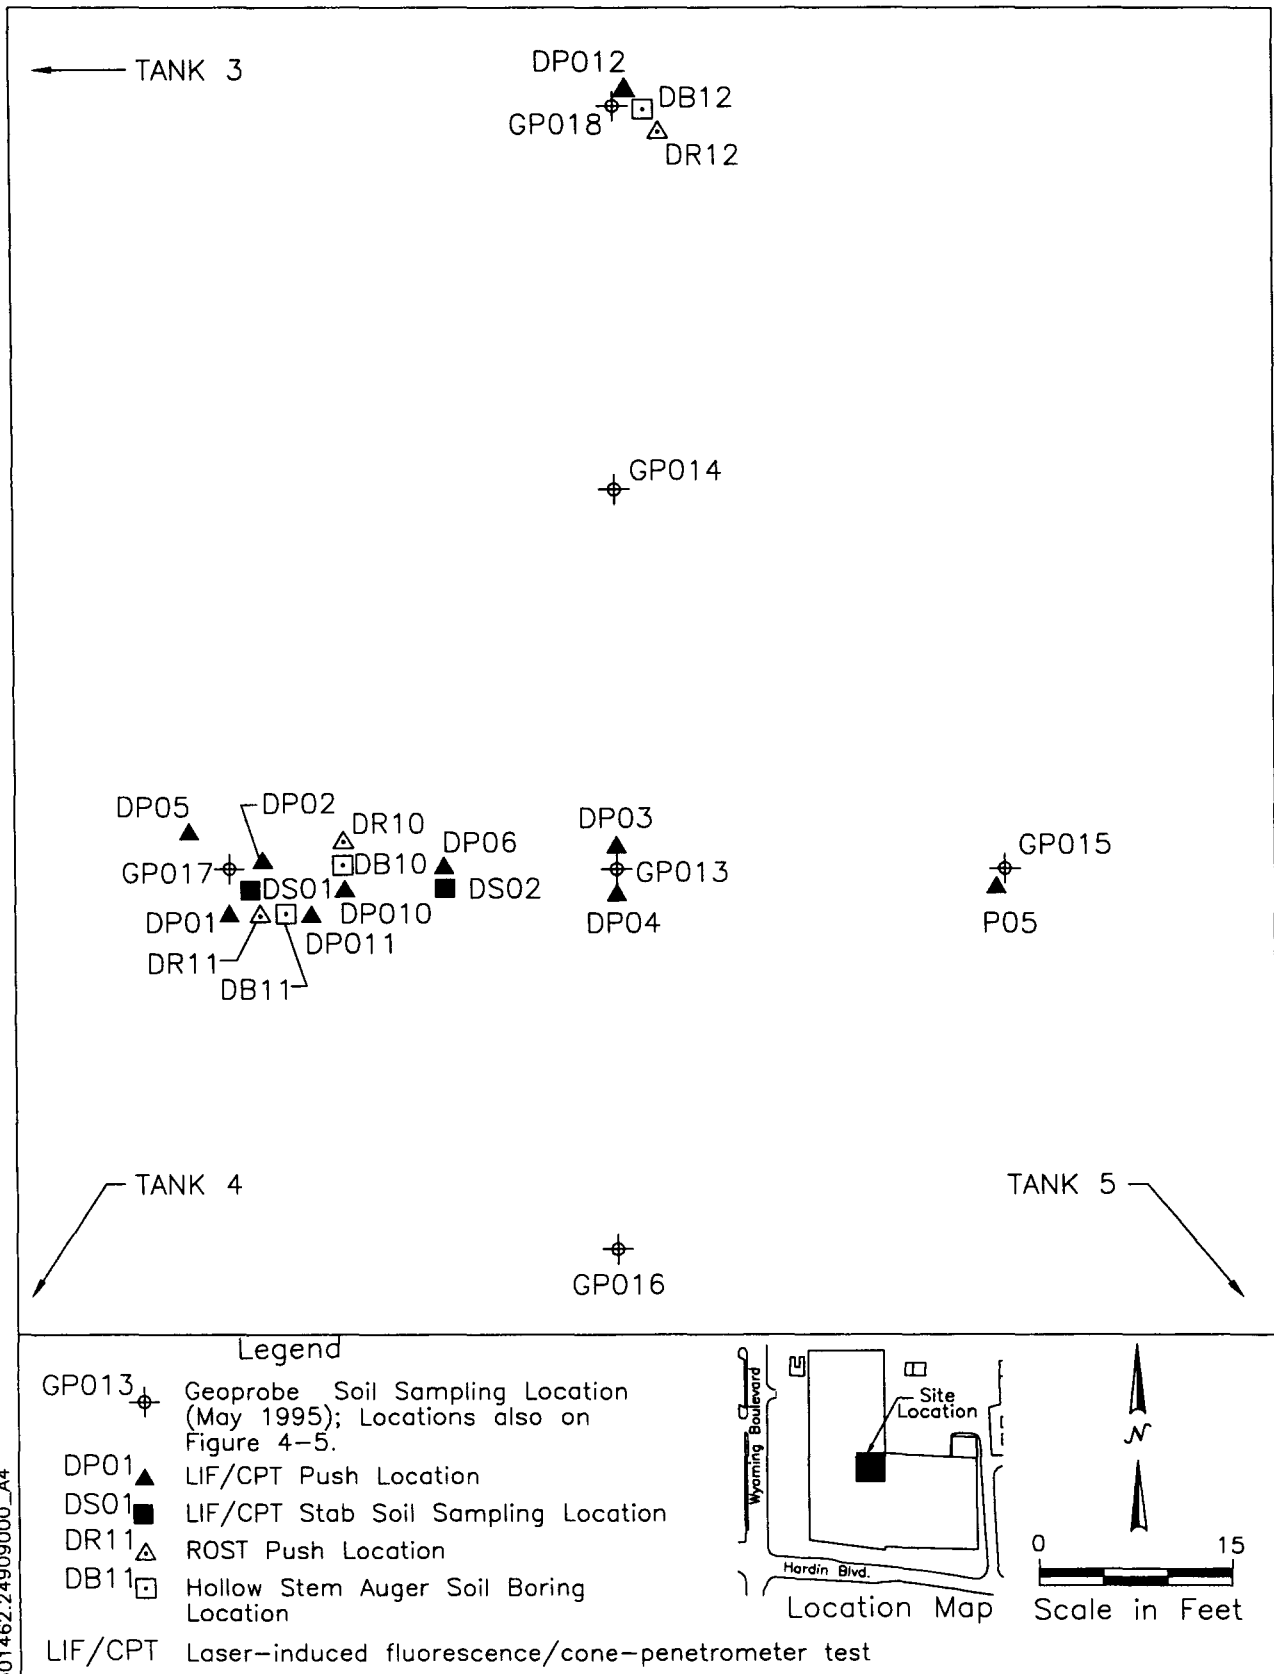 TANK 3
DP012
DB12
GP018
DR12
GP014
DP05
DP02
DR10
DP06
DP03
GP015
GP017
DB10
GP013
DS01
DS02
DP01
DP010
DP04
P05
DP011
DR11
DB11
TANK 4
TANK 5
GP016
Legend
GP013 Geoprobe Soil Sampling Location
(May 1995); Locations also on
Figure 4-5.
DP01 LIF/CPT Push Location
DS01 LIF/CPT Stab Soil Sampling Location
DR11 ROST Push Location
DB11 Hollow Stem Auger Soil Boring
Location
LIF/CPT Laser-induced fluorescence/cone-penetrometer test
Wyoming Boulevard
Site
Location
Hardin Blvd.
Location Map
N
0 15
Scale in Feet
01462.24909000_A4